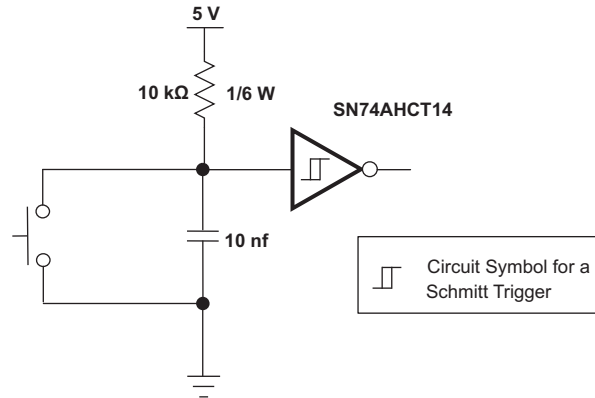 5 V
10 kΩ
1/6 W
SN74AHCT14
10 nf
Circuit Symbol for a
Schmitt Trigger